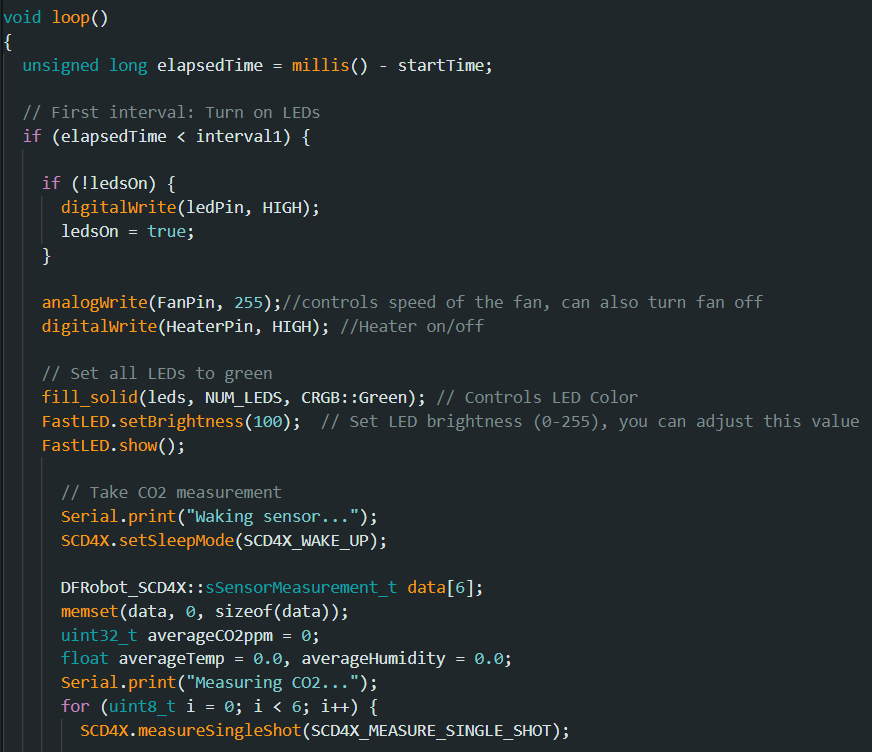 void loop()
{
unsigned long elapsedTime = millis() - startTime;
// First interval: Turn on LEDs
if (elapsedTime < interval1) {
if (!ledsOn) {
digitalWrite(ledPin, HIGH);
ledsOn = true;
}
analogWrite(FanPin, 255);//controls speed of the fan, can also turn fan off
digitalWrite(HeaterPin, HIGH); //Heater on/off
// Set all LEDs to green
fill_solid(leds, NUM_LEDS, CRGB::Green); // Controls LED Color
FastLED.setBrightness(100);  // Set LED brightness (0-255), you can adjust this value
FastLED.show();
// Take CO2 measurement
Serial.print("Waking sensor...");
SCD4X.setSleepMode(SCD4X_WAKE_UP);
DFRobot_SCD4X::sSensorMeasurement_t data[6];
memset(data, 0, sizeof(data));
uint32_t averageCO2ppm = 0;
float averageTemp = 0.0, averageHumidity = 0.0;
Serial.print("Measuring CO2...");
for (uint8_t i = 0; i < 6; i++) {
SCD4X.measureSingleShot(SCD4X_MEASURE_SINGLE_SHOT);